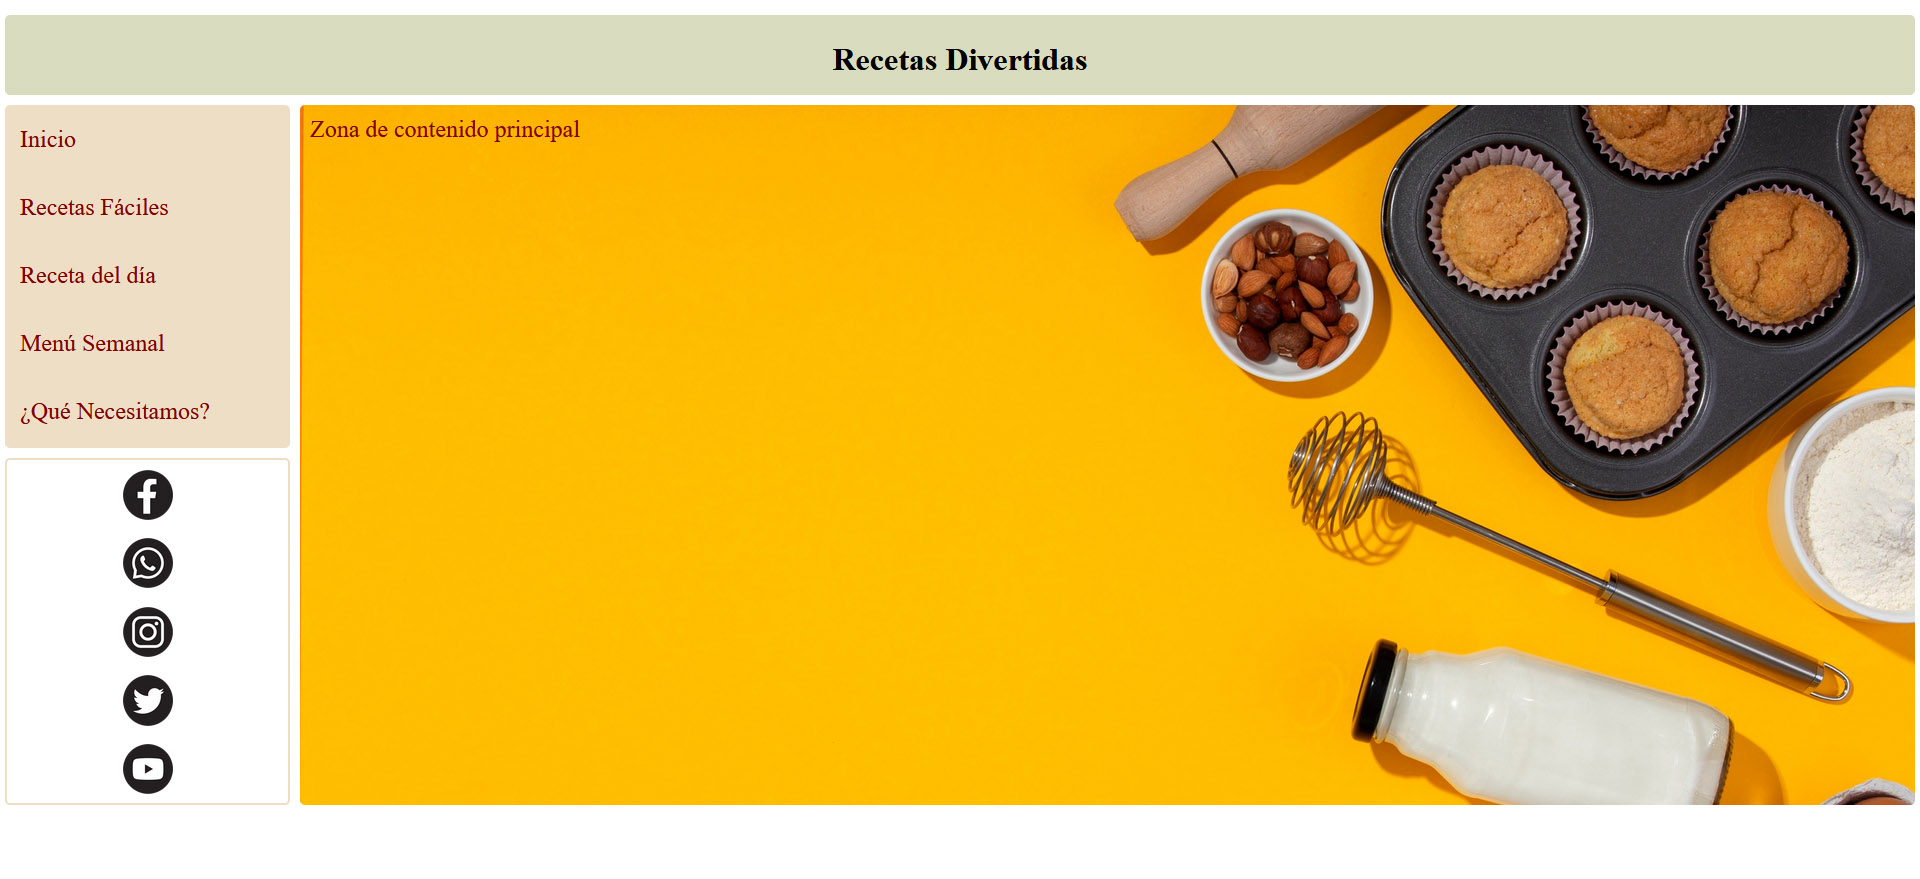 Recetas Divertidas
Inicio
Recetas Fáciles
Receta del día
Menú Semanal
¿Qué Necesitamos?
Zona de contenido principal